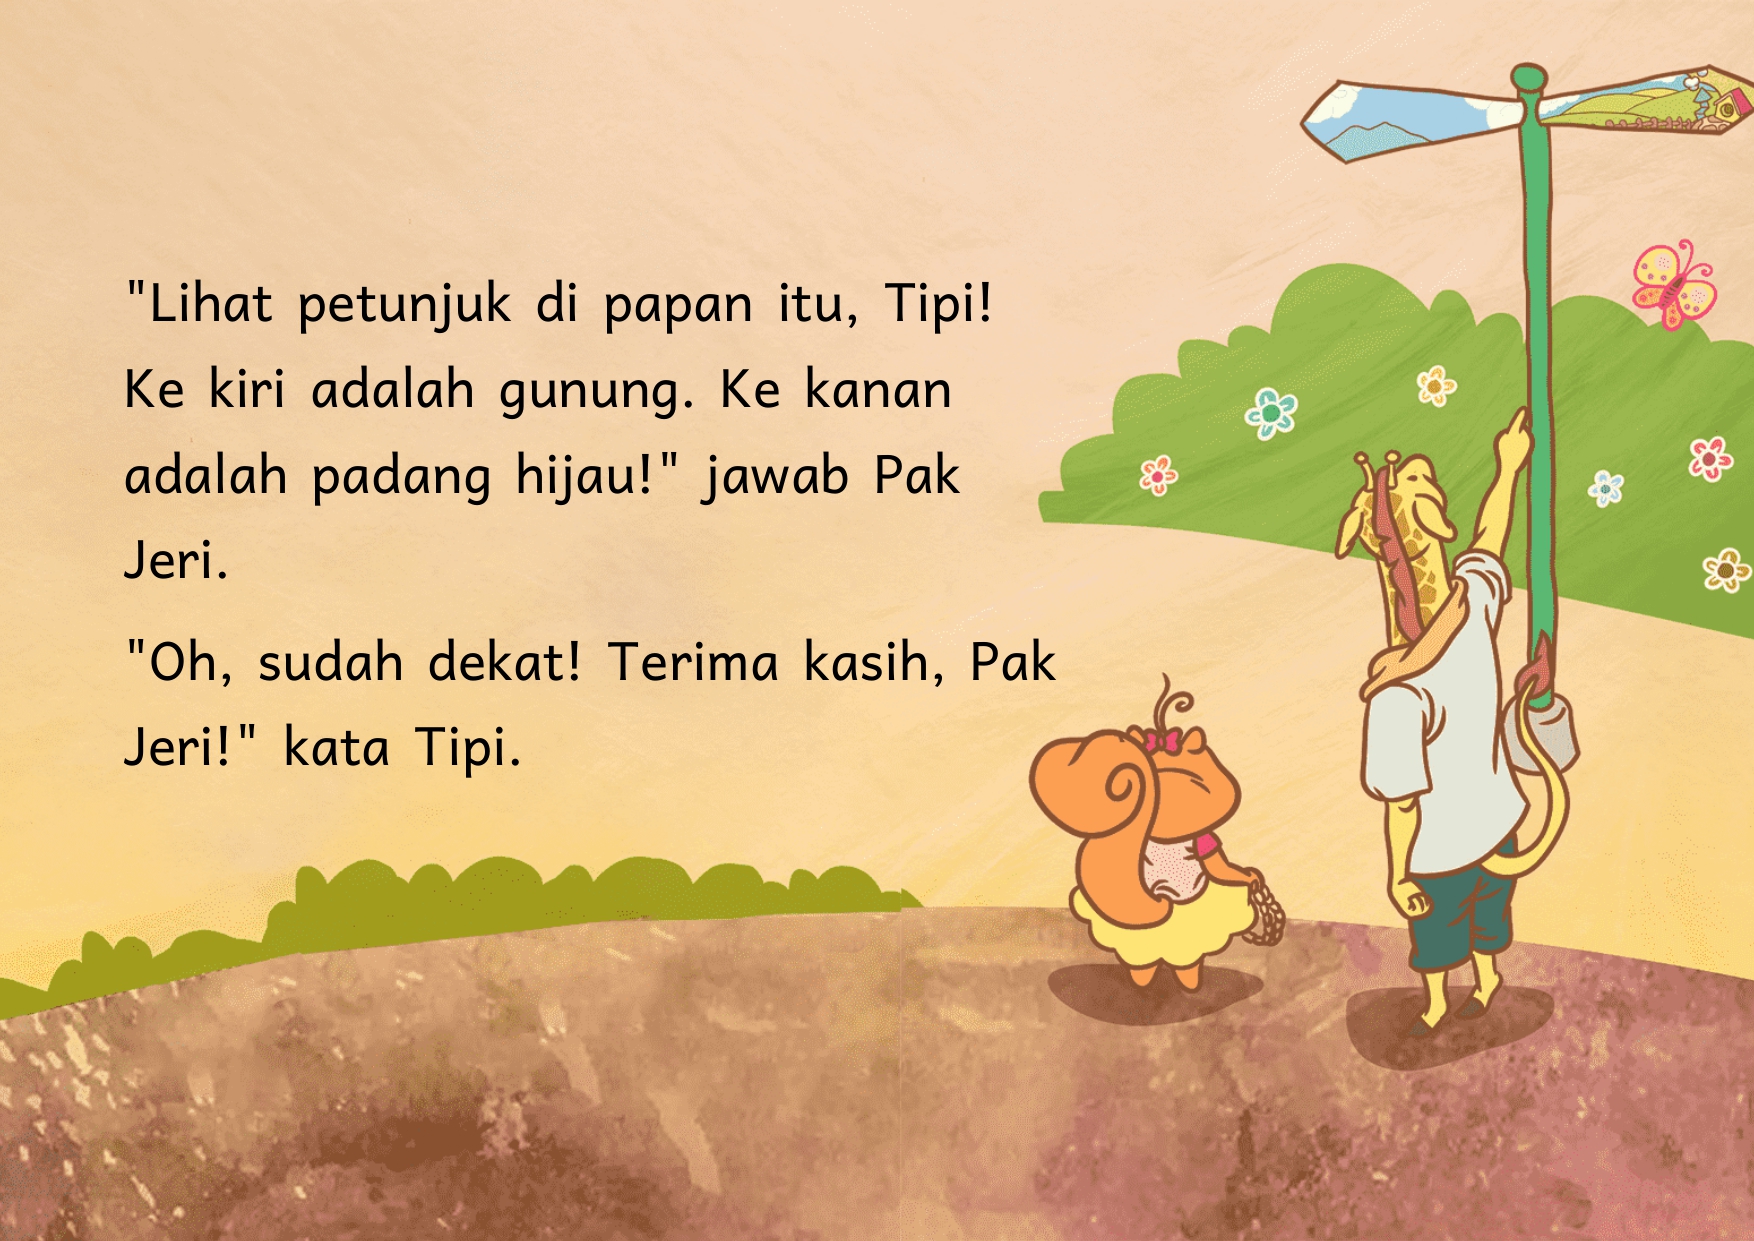 "Lihat petunjuk di papan itu, Tipi!
Ke kiri adalah gunung. Ke kanan
adalah padang hijau!" jawab Pak
Jeri.
"Oh, sudah dekat! Terima kasih, Pak
Jeri!" kata Tipi.